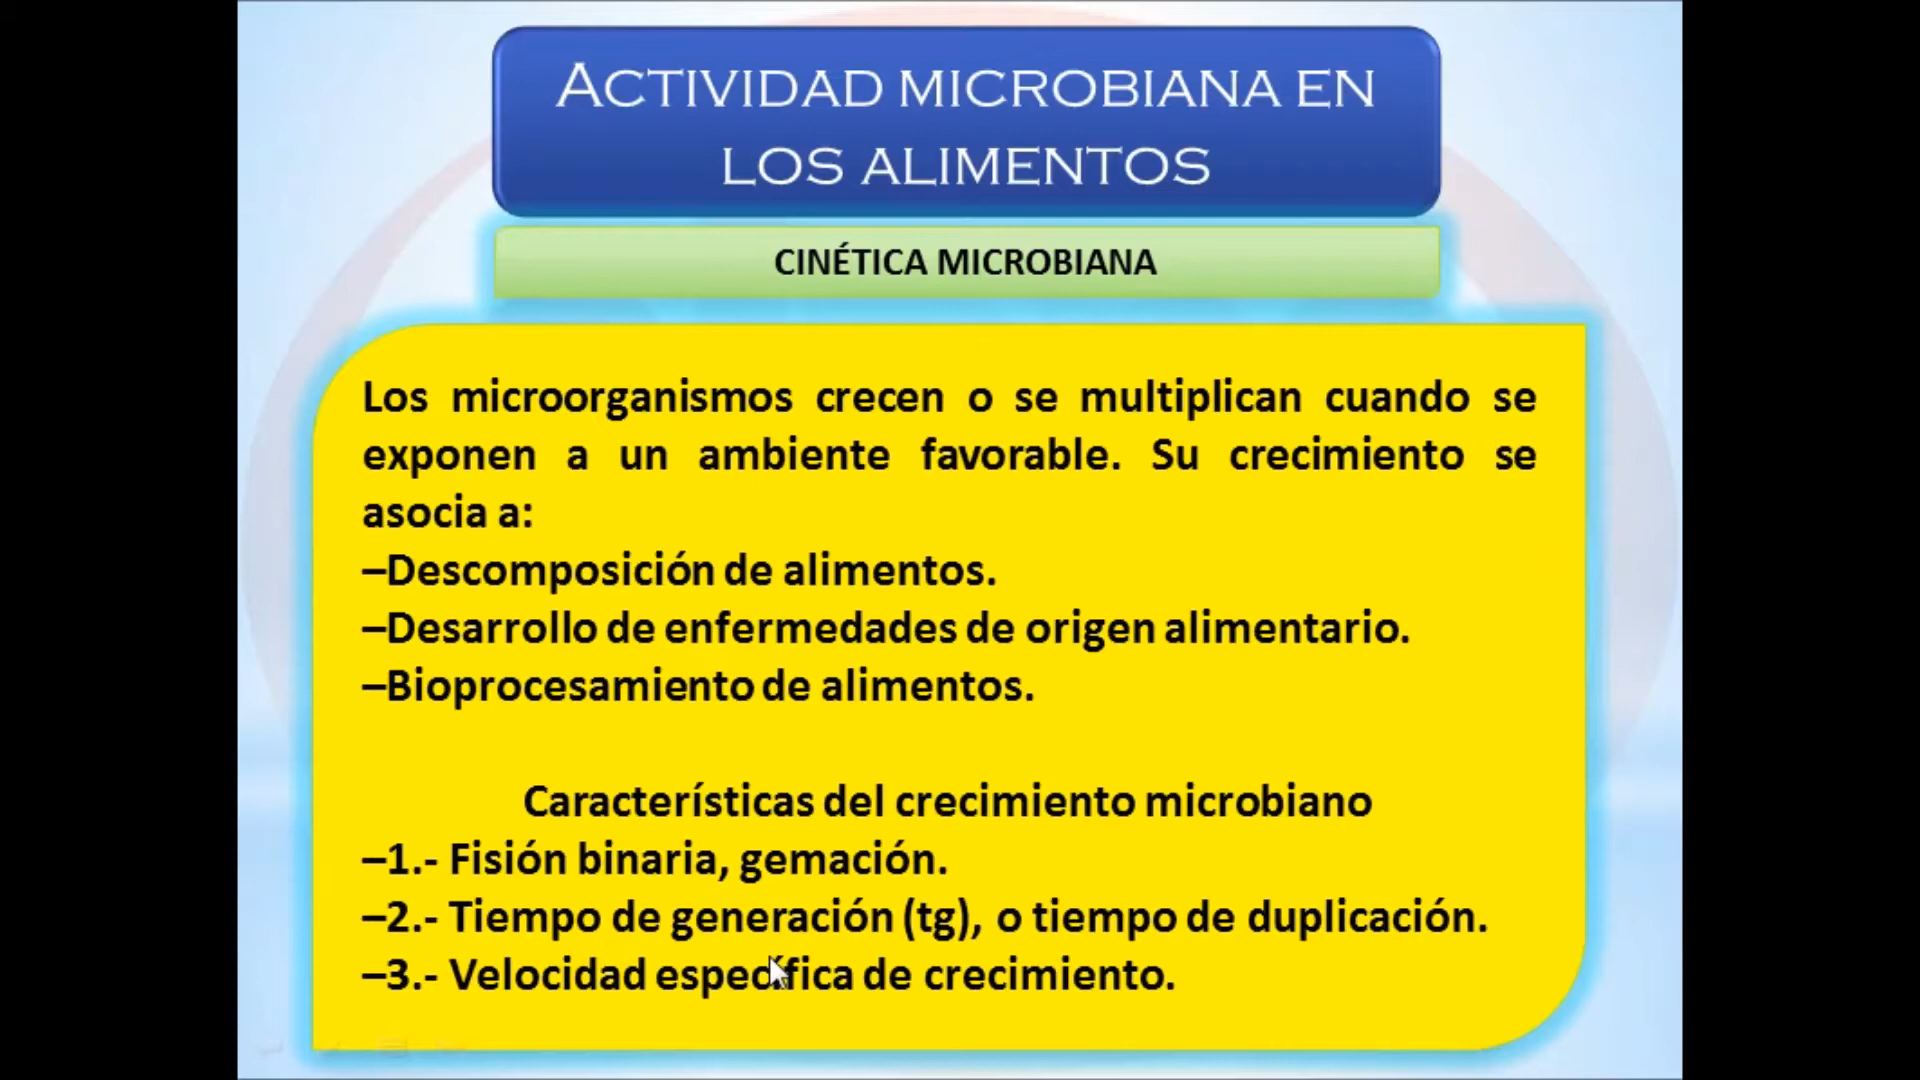 ACTIVIDAD MICROBIANA EN
LOS ALIMENTOS
CINÉTICA MICROBIANA
Los microorganismos crecen o se multiplican cuando se
exponen a un ambiente favorable. Su crecimiento se
asocia a:
–Descomposición de alimentos.
–Desarrollo de enfermedades de origen alimentario.
–Bioprocesamiento de alimentos.
Características del crecimiento microbiano
–1.- Fisión binaria, gemación.
–2.- Tiempo de generación (tg), o tiempo de duplicación.
–3.- Velocidad específica de crecimiento.